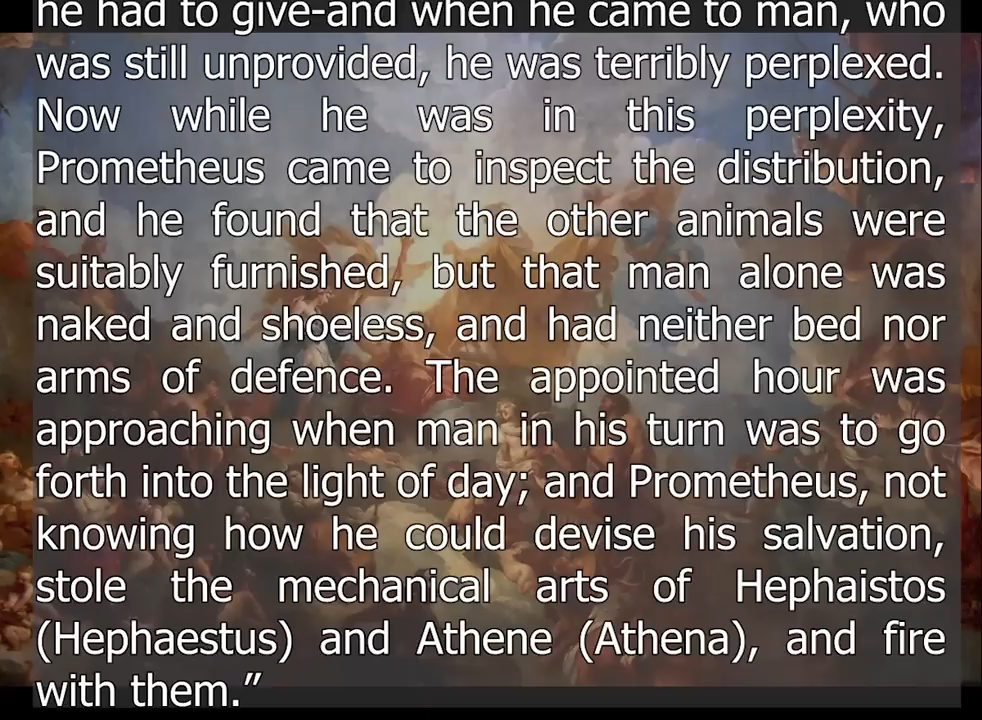 he had to give-and when he came to man, who
was still unprovided, he was terribly perplexed.
Now while he was in this perplexity,
Prometheus came to inspect the distribution,
and he found that the other animals were
suitably furnished, but that man alone was
naked and shoeless, and had neither bed nor
arms of defence. The appointed hour was
approaching when man in his turn was to go
forth into the light of day; and Prometheus, not
knowing how he could devise his salvation,
stole the mechanical arts of Hephaistos
(Hephaestus) and Athene (Athena), and fire
with them.”